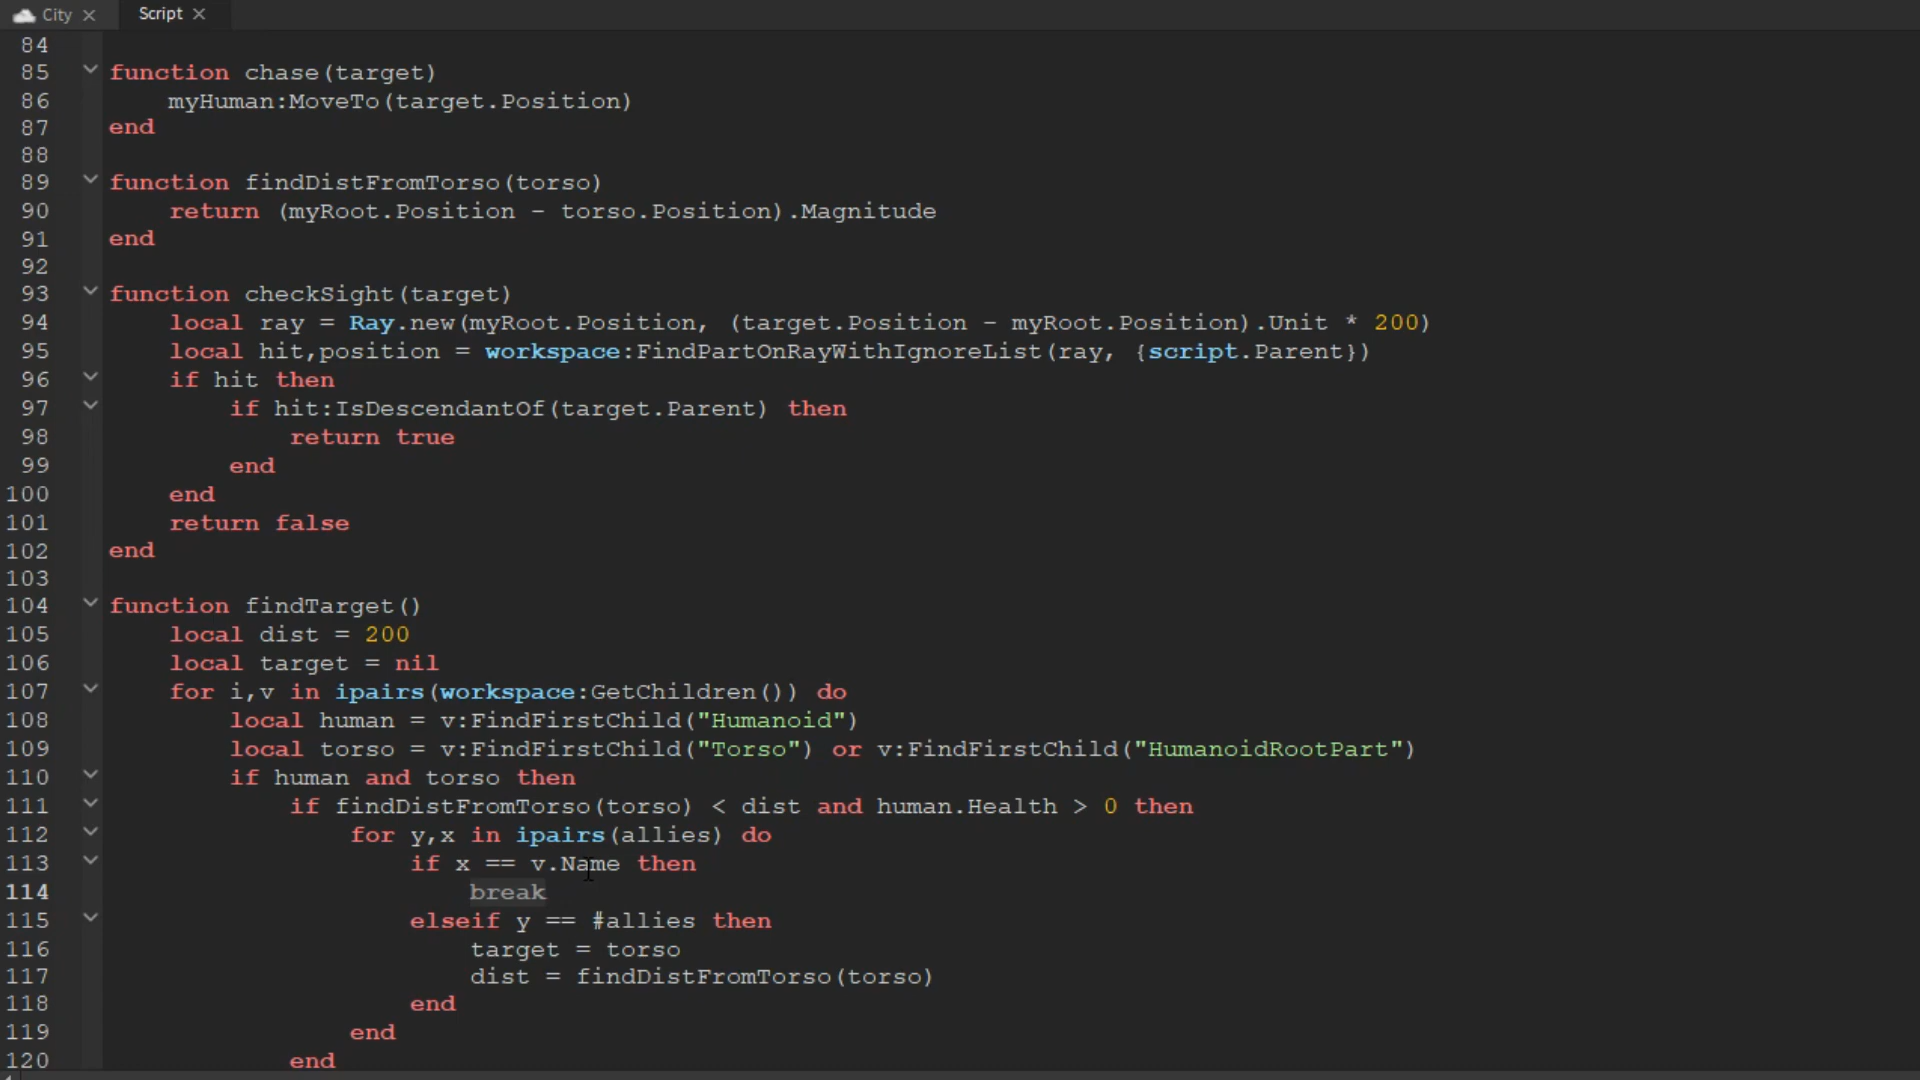 City Script
84
85 function chase(target)
86 myHuman:MoveTo(target.Position)
87 end
88
89 function findDistFromTorso(torso)
90 return (myRoot.Position - torso.Position).Magnitude
91 end
92
93 function checkSight(target)
94 local ray = Ray.new(myRoot.Position, (target.Position - myRoot.Position).Unit * 200)
95 local hit,position = workspace:FindPartOnRayWithIgnoreList(ray, {script.Parent})
96 if hit then
97 if hit:IsDescendantOf(target.Parent) then
98 return true
99 end
100 end
101 return false
102 end
103
104 function findTarget()
105 local dist = 200
106 local target = nil
107 for i,v in ipairs(workspace:GetChildren()) do
108 local human = v:FindFirstChild("Humanoid")
109 local torso = v:FindFirstChild("Torso") or v:FindFirstChild("HumanoidRootPart")
110 if human and torso then
111 if findDistFromTorso(torso) < dist and human.Health > 0 then
112 for y,x in ipairs(allies) do
113 if x == v.Name then
114 break
115 elseif y == #allies then
116 target = torso
117 dist = findDistFromTorso(torso)
118 end
119 end
120 end